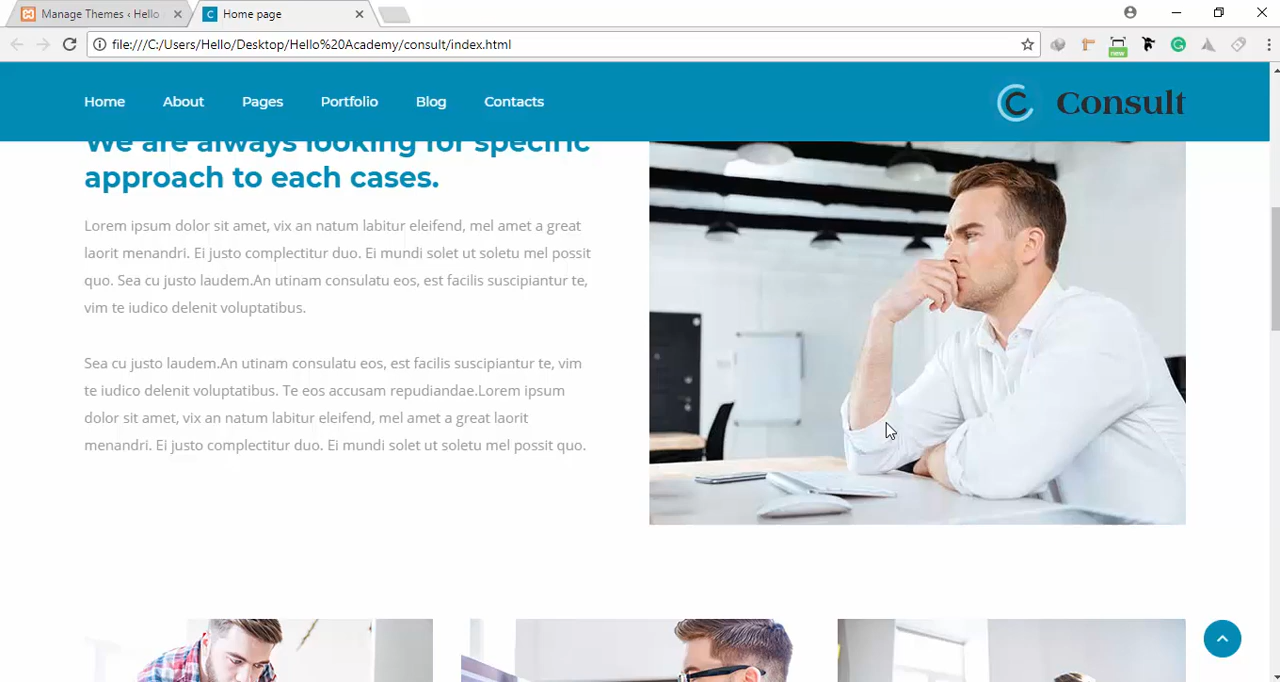 Manage Themes ‹ Hello
Home page
file:///C:/Users/Hello/Desktop/Hello%20Academy/consult/index.html
new
Home
About
Pages
Portfolio
Blog
Contacts
Consult
We are always looking for specific
approach to each cases.
Lorem ipsum dolor sit amet, vix an natum labitur eleifend, mel amet a great
laorit menandri. Ei justo complectitur duo. Ei mundi solet ut soletu mel possit
quo. Sea cu justo laudem.An utinam consulatu eos, est facilis suscipiantur te,
vim te iudico delenit voluptatibus.
Sea cu justo laudem.An utinam consulatu eos, est facilis suscipiantur te, vim
te iudico delenit voluptatibus. Te eos accusam repudiandae.Lorem ipsum
dolor sit amet, vix an natum labitur eleifend, mel amet a great laorit
menandri. Ei justo complectitur duo. Ei mundi solet ut soletu mel possit quo.